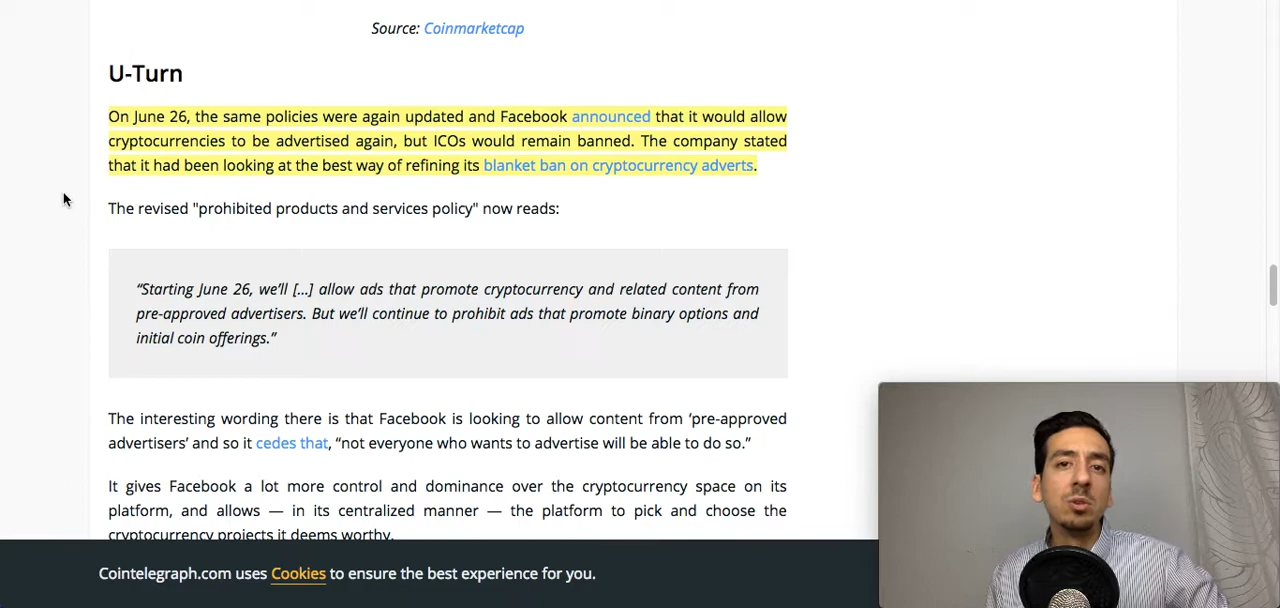 Source: Coinmarketcap
U-Turn
On June 26, the same policies were again updated and Facebook announced that it would allow
cryptocurrencies to be advertised again, but ICOs would remain banned. The company stated
that it had been looking at the best way of refining its blanket ban on cryptocurrency adverts.
The revised "prohibited products and services policy" now reads:
“Starting June 26, we’ll [...] allow ads that promote cryptocurrency and related content from
pre-approved advertisers. But we’ll continue to prohibit ads that promote binary options and
initial coin offerings.”
The interesting wording there is that Facebook is looking to allow content from ‘pre-approved
advertisers’ and so it cedes that, “not everyone who wants to advertise will be able to do so.”
It gives Facebook a lot more control and dominance over the cryptocurrency space on its
platform, and allows — in its centralized manner — the platform to pick and choose the
cryptocurrency projects it deems worthy.
Cointelegraph.com uses Cookies to ensure the best experience for you.